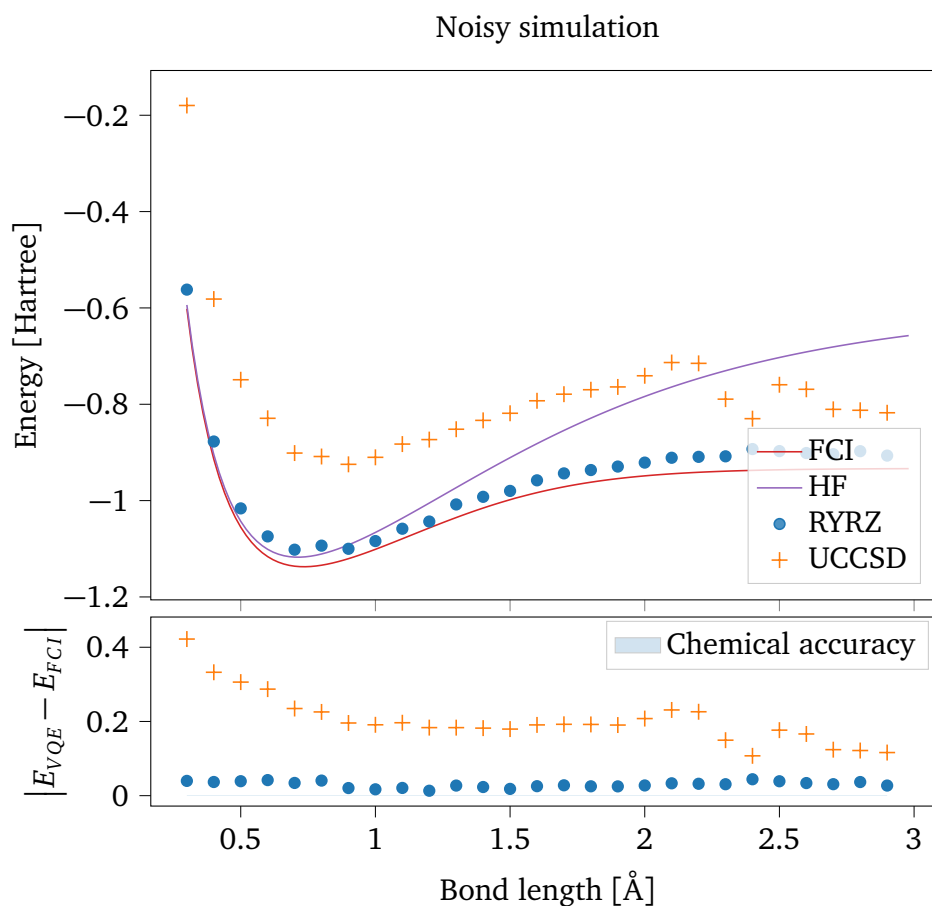 Noisy simulation
Energy [Hartree]
−0.2
−0.4
−0.6
−0.8
−1
−1.2
FCI
HF
RYRZ
UCCSD
|E_VQE − E_FCI|
0.4
0.2
0
Chemical accuracy
0.5 1 1.5 2 2.5 3
Bond length [Å]